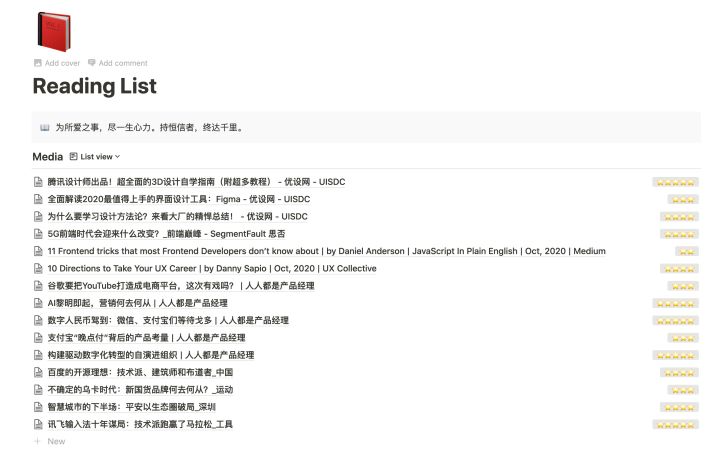 Add cover Add comment
Reading List
为所爱之事，尽一生心力。持恒信者，终达千里。
Media List view
腾讯设计师出品！超全面的3D设计自学指南（附超多教程） - 优设网 - UISDC
全面解读2020最值得上手的界面设计工具：Figma - 优设网 - UISDC
为什么要学习设计方法论？来看大厂的精悍总结！ - 优设网 - UISDC
5G前端时代会迎来什么改变？_前端巅峰 - SegmentFault 思否
11 Frontend tricks that most Frontend Developers don’t know about | by Daniel Anderson | JavaScript In Plain English | Oct, 2020 | Medium
10 Directions to Take Your UX Career | by Danny Sapio | Oct, 2020 | UX Collective
谷歌要把YouTube打造成电商平台，这次有戏吗？ | 人人都是产品经理
AI黎明即起，营销何去何从 | 人人都是产品经理
数字人民币驾到：微信、支付宝们等待戈多 | 人人都是产品经理
支付宝“晚点付”背后的产品考量 | 人人都是产品经理
构建驱动数字化转型的自演进组织 | 人人都是产品经理
百度的开源理想：技术派、建筑师和布道者_中国
不确定的乌卡时代：新国货品牌何去何从？_运动
智慧城市的下半场：平安以生态圈破局_深圳
讯飞输入法十年谋局：技术派跑赢了马拉松_工具
New